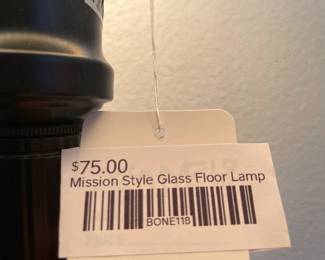 $75.00
Mission Style Glass Floor Lamp
BONE118